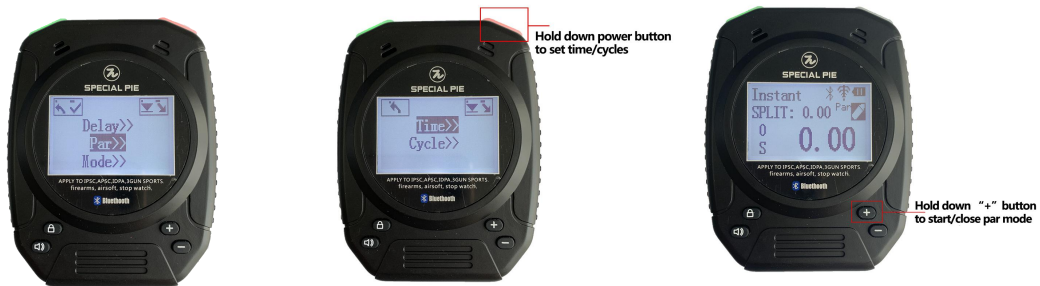 SPECIAL PIE
Delay>>
Par>>
Mode>>
APPLY TO IPSC,APSC,IDPA,3GUN SPORTS.
firearms, airsoft, stop watch.
Bluethooth
SPECIAL PIE
Time>>
Cycle>>
APPLY TO IPSC,APSC,IDPA,3GUN SPORTS.
firearms, airsoft, stop watch.
Bluethooth
Hold down power button
to set time/cycles
SPECIAL PIE
Instant
SPLIT: 0.00 Par
0
S 0.00
APPLY TO IPSC,APSC,IDPA,3GUN SPORTS.
firearms, airsoft, stop watch.
Bluethooth
Hold down “+” button
to start/close par mode